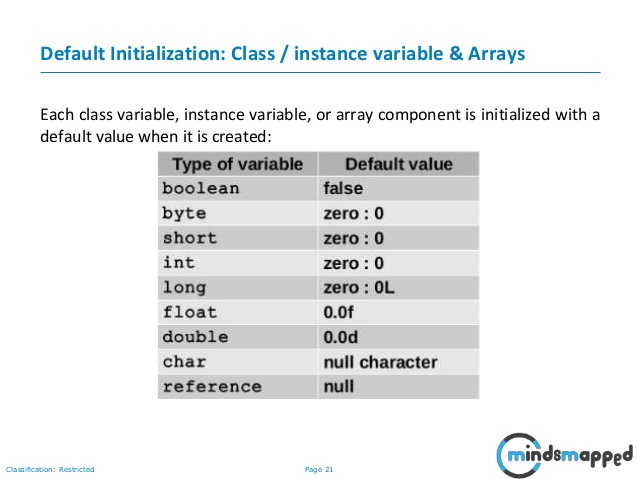 Default Initialization: Class / instance variable & Arrays
Each class variable, instance variable, or array component is initialized with a
default value when it is created:
Type of variable Default value
boolean false
byte zero : 0
short zero : 0
int zero : 0
long zero : 0L
float 0.0f
double 0.0d
char null character
reference null
mindsmapped
Classification: Restricted Page 21